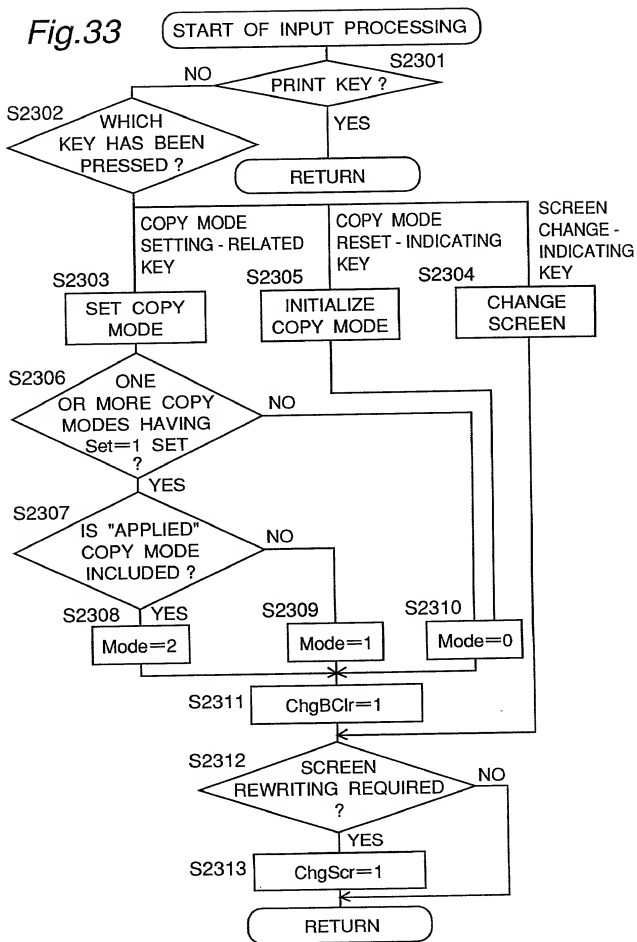 Fig.33
START OF INPUT PROCESSING
S2301
PRINT KEY ?
NO
YES
RETURN
S2302
WHICH
KEY HAS BEEN
PRESSED ?
COPY MODE
SETTING - RELATED
KEY
COPY MODE
RESET - INDICATING
KEY
SCREEN
CHANGE -
INDICATING
KEY
S2303
SET COPY
MODE
S2305
INITIALIZE
COPY MODE
S2304
CHANGE
SCREEN
S2306
ONE
OR MORE COPY
MODES HAVING
Set=1 SET
?
NO
YES
S2307
IS "APPLIED"
COPY MODE
INCLUDED ?
NO
YES
S2308
Mode=2
S2309
Mode=1
S2310
Mode=0
S2311
ChgBClr=1
S2312
SCREEN
REWRITING REQUIRED
?
NO
YES
S2313
ChgScr=1
RETURN